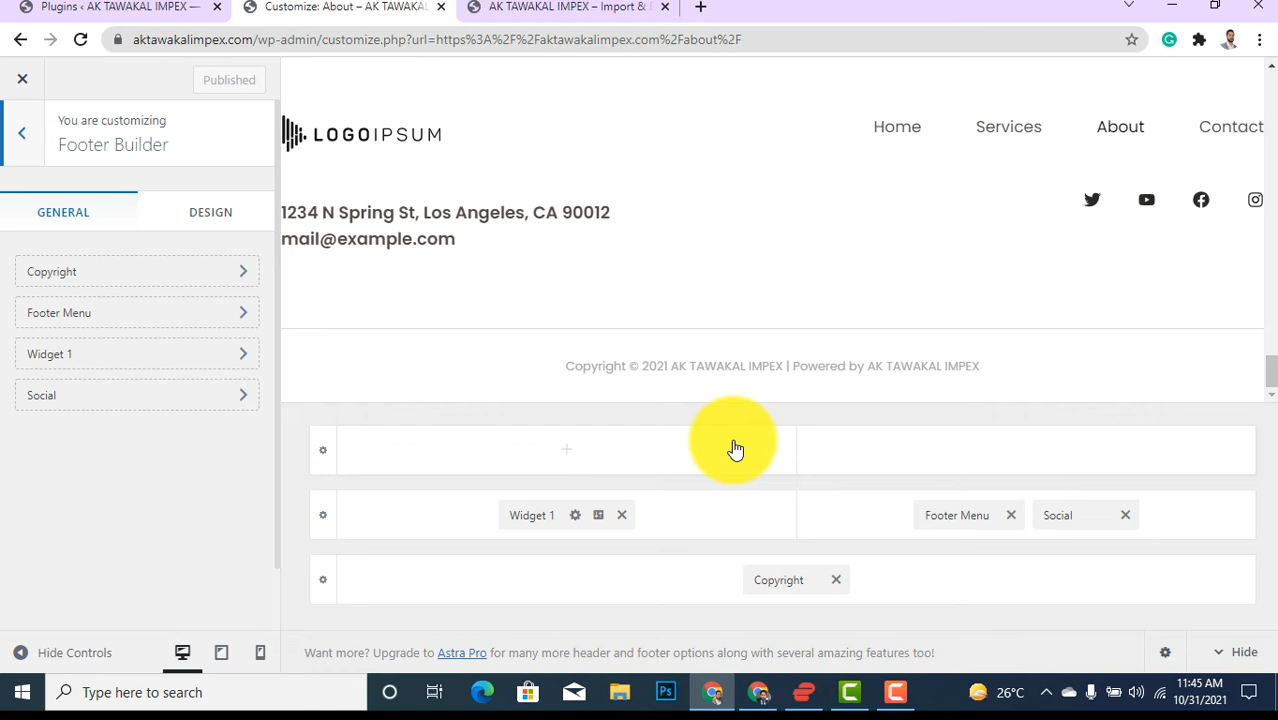 Plugins ‹ AK TAWAKAL IMPEX —
Customize: About – AK TAWAKAL
AK TAWAKAL IMPEX – Import & E
aktawakalimpex.com/wp-admin/customize.php?url=https%3A%2F%2Faktawakalimpex.com%2Fabout%2F
Published
You are customizing
Footer Builder
GENERAL
DESIGN
Copyright
Footer Menu
Widget 1
Social
Hide Controls
LOGOIPSUM
Home
Services
About
Contact
1234 N Spring St, Los Angeles, CA 90012
mail@example.com
Copyright © 2021 AK TAWAKAL IMPEX | Powered by AK TAWAKAL IMPEX
Widget 1
Footer Menu
Social
Copyright
Want more? Upgrade to Astra Pro for many more header and footer options along with several amazing features too!
Hide
Type here to search
Ps
26°C
11:45 AM
10/31/2021